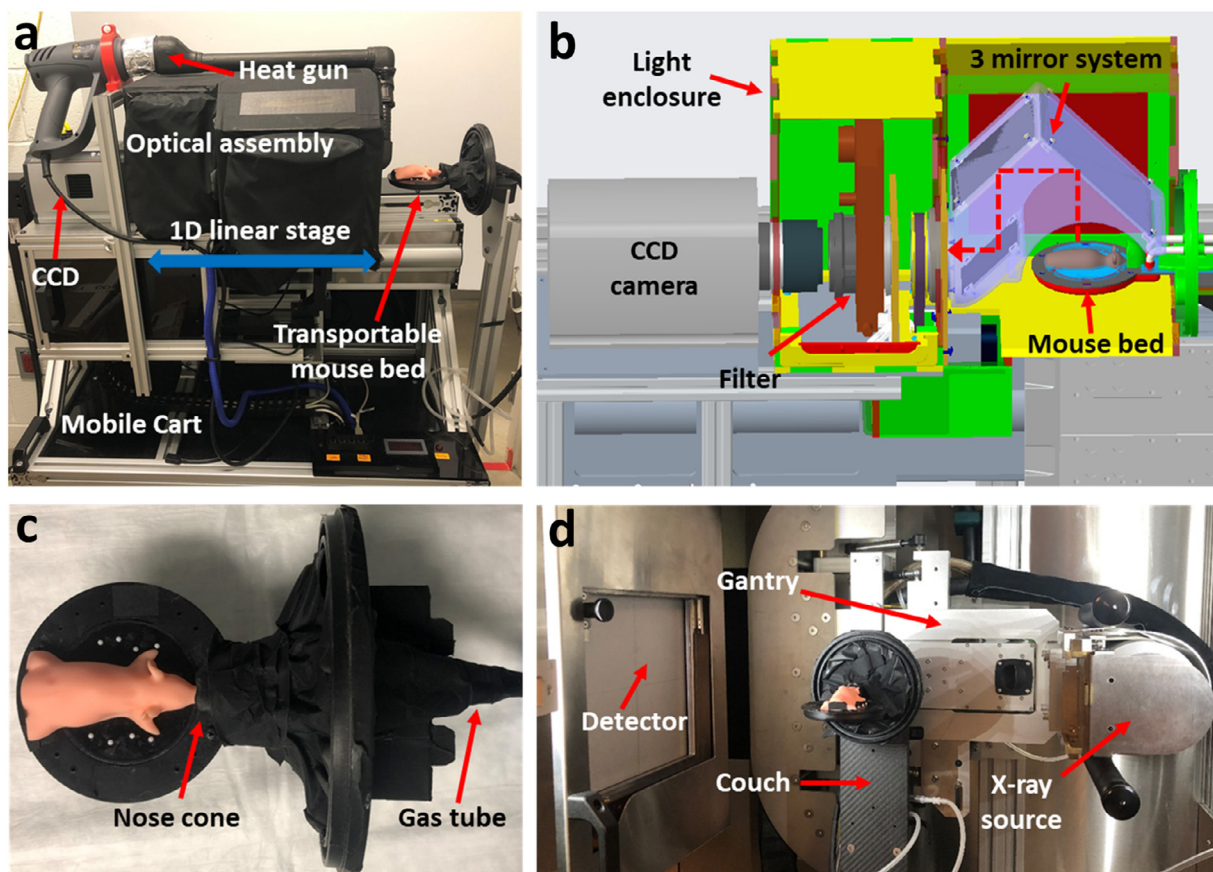 a
Heat gun
Optical assembly
1D linear stage
CCD
Transportable
mouse bed
Mobile Cart
b
Light
enclosure
3 mirror system
CCD
camera
Filter
Mouse bed
c
Nose cone
Gas tube
d
Gantry
Detector
Couch
X-ray
source